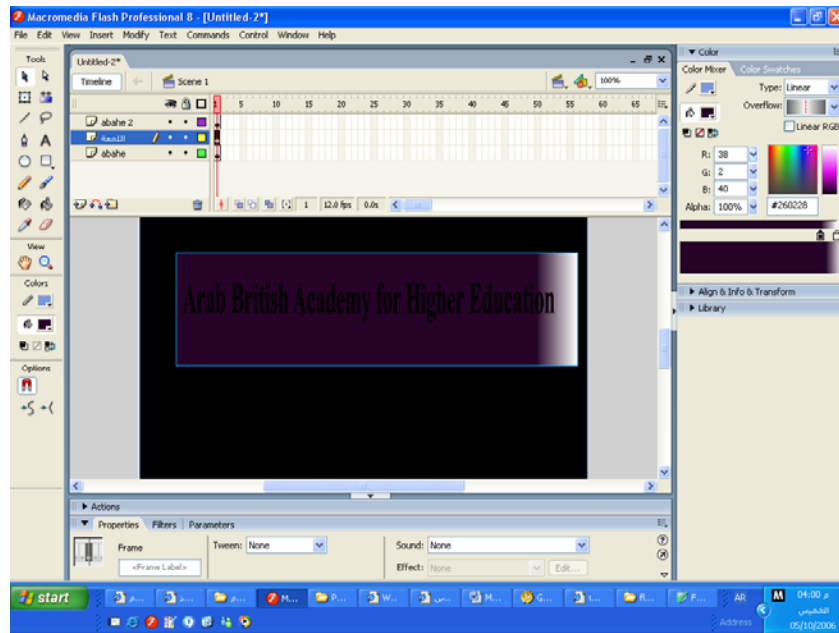 Macromedia Flash Professional 8 - [Untitled-2*]
File Edit View Insert Modify Text Commands Control Window Help
Tools
Untitled-2*
Timeline Scene 1 100%
1 5 10 15 20 25 30 35 40 45 50 55 60 65
abahe 2
اللمعة
abahe
1 12.0 fps 0.0s
View
Colors
Options
Arab British Academy for Higher Education
Color
Color Mixer Color Swatches
Type: Linear
Overflow:
Linear RGB
R: 38
G: 2
B: 40
Alpha: 100% #260228
Align & Info & Transform
Library
Actions
Properties Filters Parameters
Frame Tween: None Sound: None
<Frame Label> Effect: None Edit...
start M... P... W... M... G... fl... F... AR 04:00 م
الخميس
Address 05/10/2006